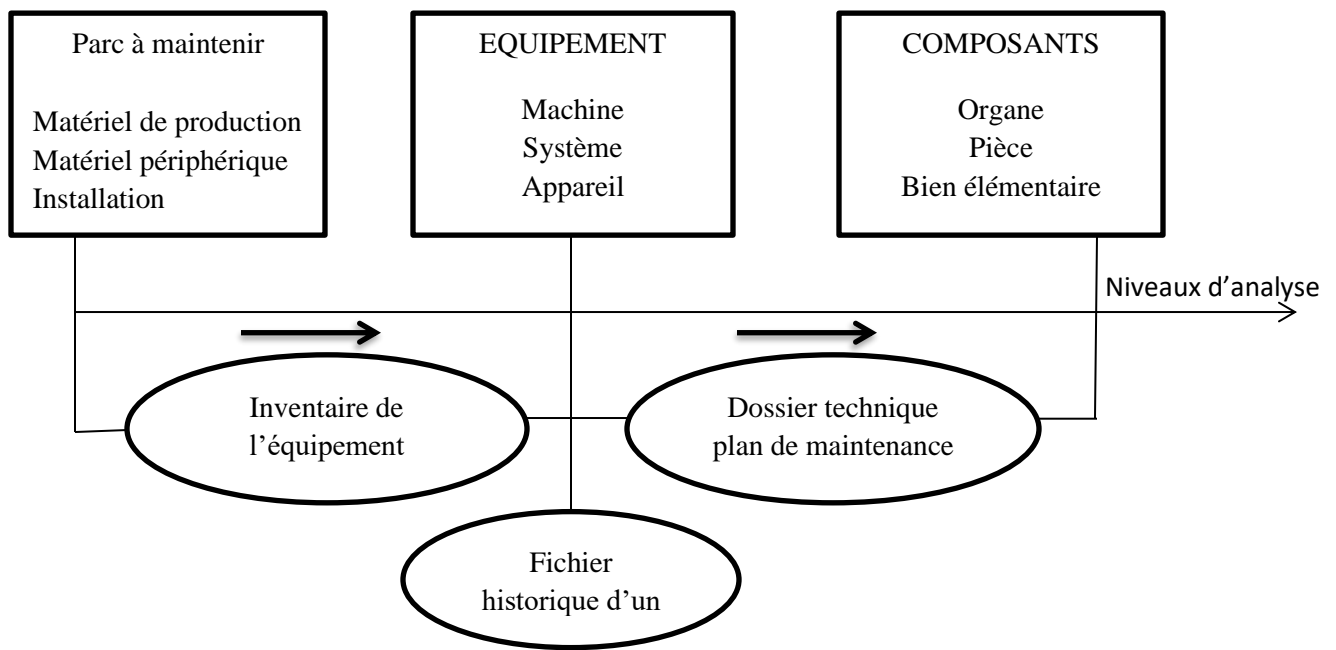 Parc à maintenir
Matériel de production
Matériel périphérique
Installation
EQUIPEMENT
Machine
Système
Appareil
COMPOSANTS
Organe
Pièce
Bien élémentaire
Niveaux d’analyse
Inventaire de
l’équipement
Dossier technique
plan de maintenance
Fichier
historique d’un